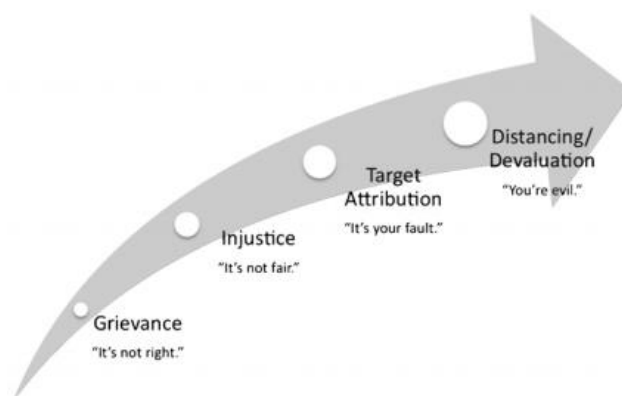 Distancing/
Devaluation
“You’re evil.”
Target
Attribution
“It’s your fault.”
Injustice
“It’s not fair.”
Grievance
“It’s not right.”